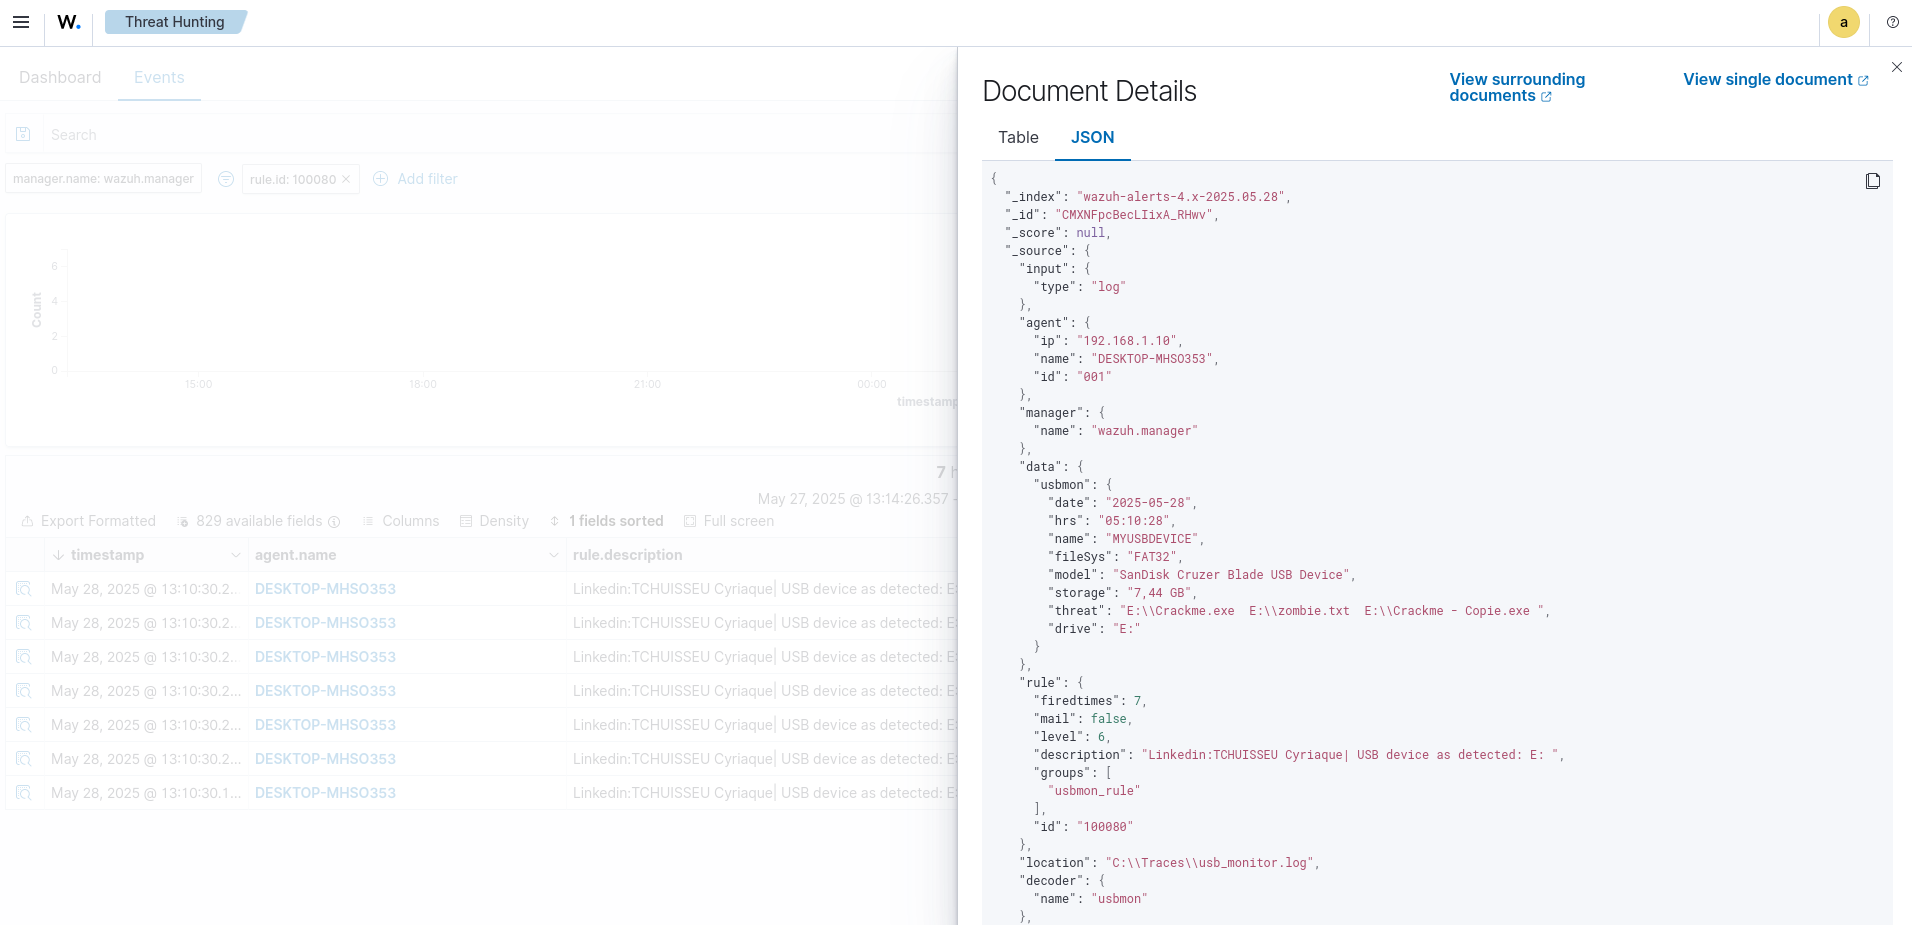 W.
Threat Hunting
a
Dashboard
Events
Search
manager.name: wazuh.manager
rule.id: 100080
Add filter
Count
6
4
2
0
15:00
18:00
21:00
00:00
timestamp
7 h
May 27, 2025 @ 13:14:26.357 -
Export Formatted
829 available fields
Columns
Density
1 fields sorted
Full screen
timestamp
agent.name
rule.description
May 28, 2025 @ 13:10:30.2... DESKTOP-MHSO353 Linkedin:TCHUISSEU Cyriaque| USB device as detected: E:
May 28, 2025 @ 13:10:30.2... DESKTOP-MHSO353 Linkedin:TCHUISSEU Cyriaque| USB device as detected: E:
May 28, 2025 @ 13:10:30.2... DESKTOP-MHSO353 Linkedin:TCHUISSEU Cyriaque| USB device as detected: E:
May 28, 2025 @ 13:10:30.2... DESKTOP-MHSO353 Linkedin:TCHUISSEU Cyriaque| USB device as detected: E:
May 28, 2025 @ 13:10:30.2... DESKTOP-MHSO353 Linkedin:TCHUISSEU Cyriaque| USB device as detected: E:
May 28, 2025 @ 13:10:30.2... DESKTOP-MHSO353 Linkedin:TCHUISSEU Cyriaque| USB device as detected: E:
May 28, 2025 @ 13:10:30.1... DESKTOP-MHSO353 Linkedin:TCHUISSEU Cyriaque| USB device as detected: E:
Document Details
View surrounding
documents
View single document
Table
JSON
{
"_index": "wazuh-alerts-4.x-2025.05.28",
"_id": "CMXNFpcBecLIixA_RHwv",
"_score": null,
"_source": {
"input": {
"type": "log"
},
"agent": {
"ip": "192.168.1.10",
"name": "DESKTOP-MHSO353",
"id": "001"
},
"manager": {
"name": "wazuh.manager"
},
"data": {
"usbmon": {
"date": "2025-05-28",
"hrs": "05:10:28",
"name": "MYUSBDEVICE",
"fileSys": "FAT32",
"model": "SanDisk Cruzer Blade USB Device",
"storage": "7,44 GB",
"threat": "E:\\Crackme.exe  E:\\zombie.txt  E:\\Crackme - Copie.exe ",
"drive": "E:"
}
},
"rule": {
"firedtimes": 7,
"mail": false,
"level": 6,
"description": "Linkedin:TCHUISSEU Cyriaque| USB device as detected: E: ",
"groups": [
"usbmon_rule"
],
"id": "100080"
},
"location": "C:\\Traces\\usb_monitor.log",
"decoder": {
"name": "usbmon"
},